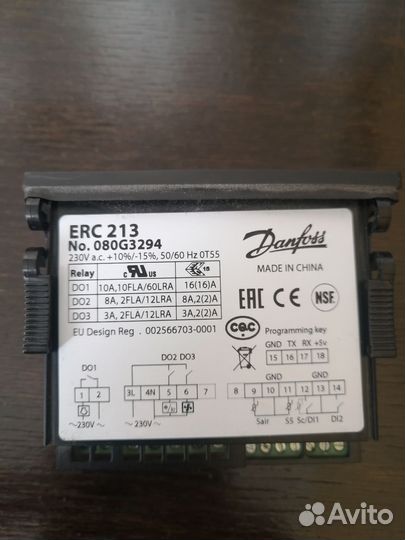 ERC 213
No. 080G3294
230V a.c. +10%/-15%, 50/60 Hz 0T55
Danfoss
MADE IN CHINA
Relay
DO1 10A,10FLA/60LRA 16(16)A
DO2 8A, 2FLA/12LRA 8A,2(2)A
DO3 3A, 2FLA/12LRA 3A,2(2)A
EAC CE NSF
EU Design Reg . 002566703-0001
CQC
Programming key
GND TX RX +5v
15 16 17 18
DO1
DO2 DO3
GND GND
1 2
3L 4N 5 6 7
8 9 10 11 12 13 14
Sair S5 Sc/DI1 DI2
~230V~
~230V~
Avito